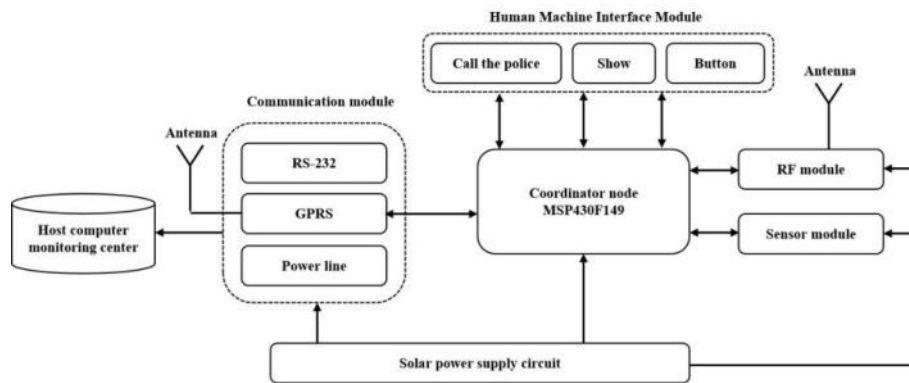 Human Machine Interface Module
Call the police
Show
Button
Antenna
Communication module
Antenna
RS-232
GPRS
Power line
Host computer
monitoring center
Coordinator node
MSP430F149
RF module
Sensor module
Solar power supply circuit